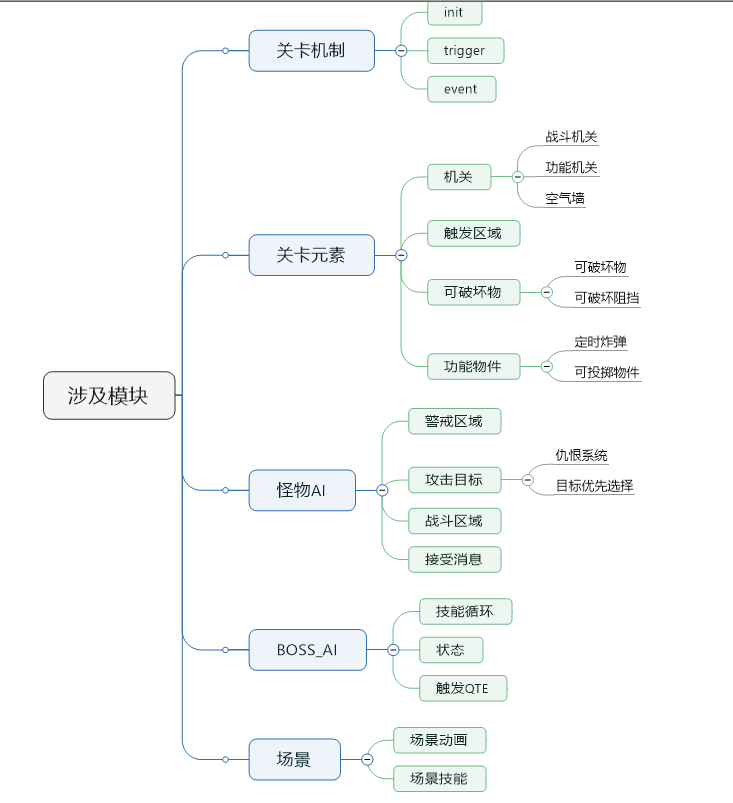 涉及模块
关卡机制
init
trigger
event
关卡元素
机关
战斗机关
功能机关
空气墙
触发区域
可破坏物
可破坏物
可破坏阻挡
功能物件
定时炸弹
可投掷物件
怪物AI
警戒区域
攻击目标
仇恨系统
目标优先选择
战斗区域
接受消息
BOSS_AI
技能循环
状态
触发QTE
场景
场景动画
场景技能